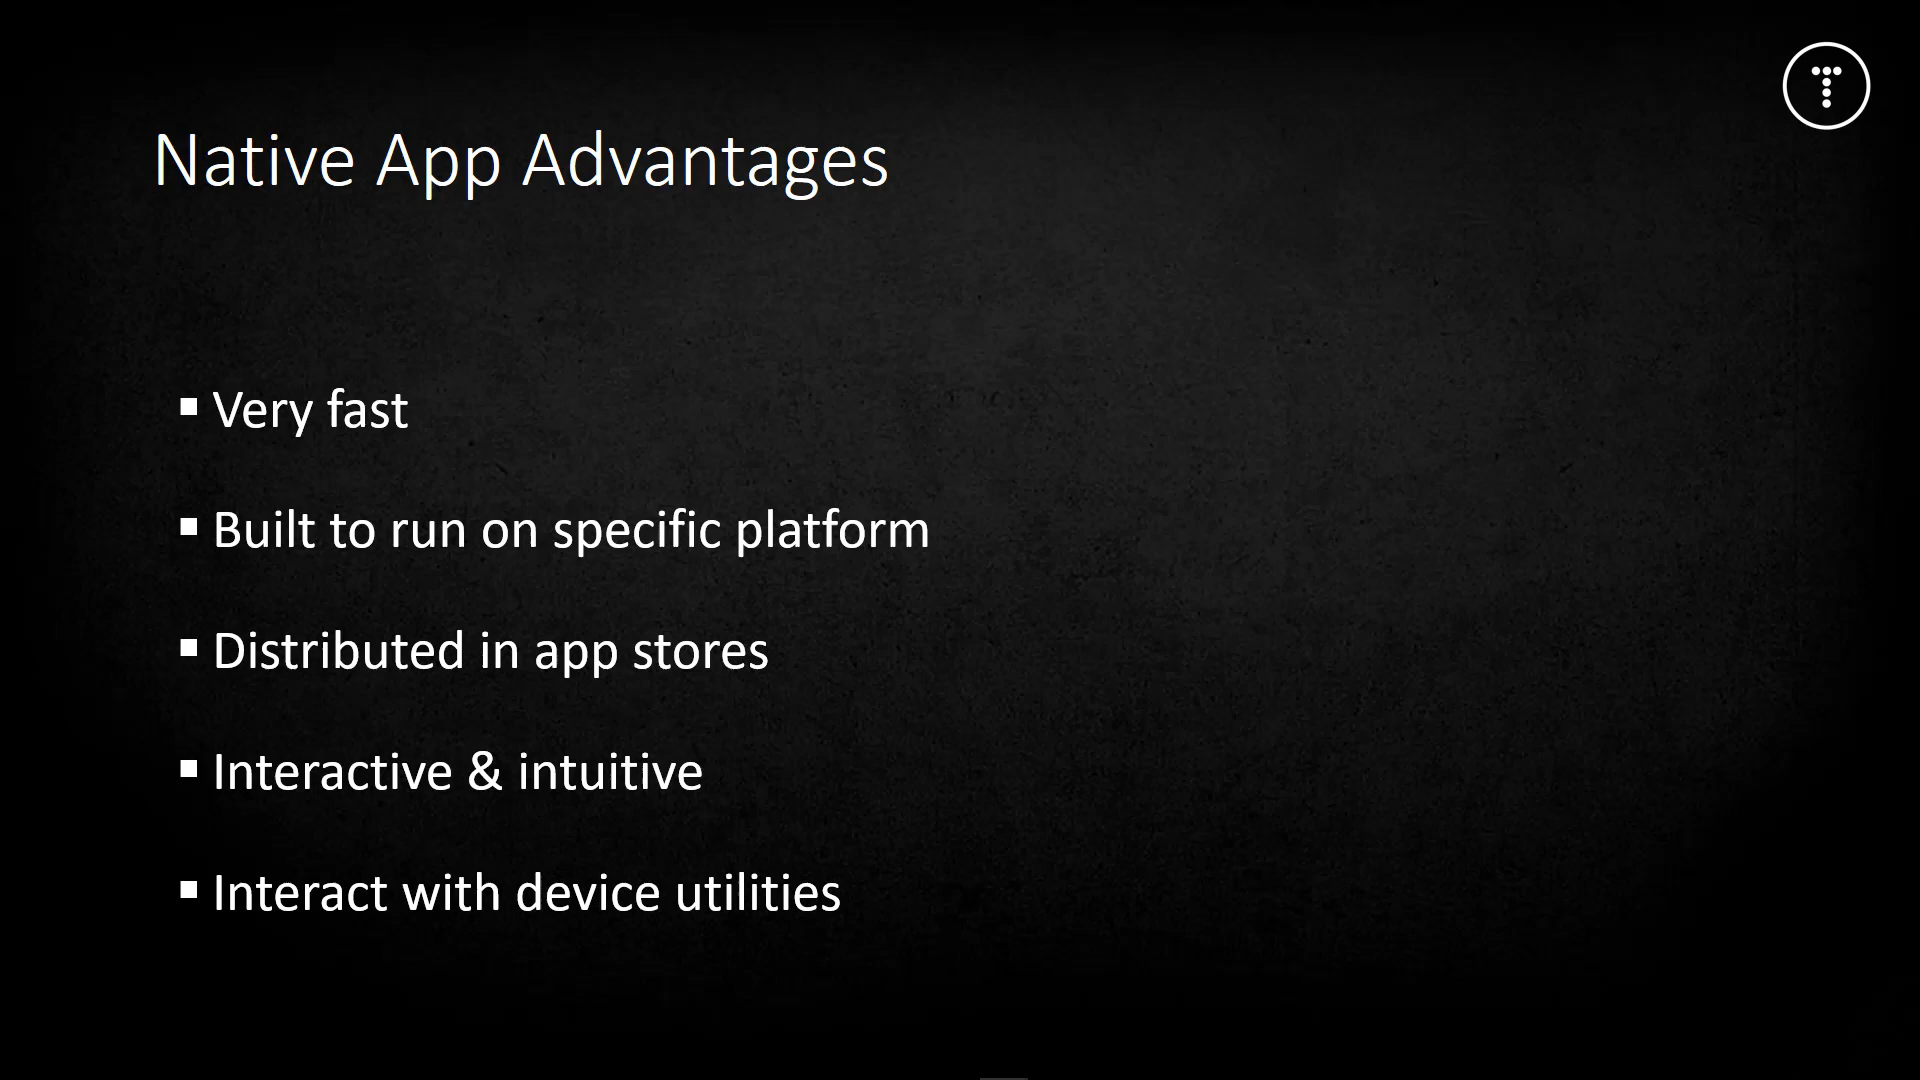 Native App Advantages
Very fast
Built to run on specific platform
Distributed in app stores
Interactive & intuitive
Interact with device utilities